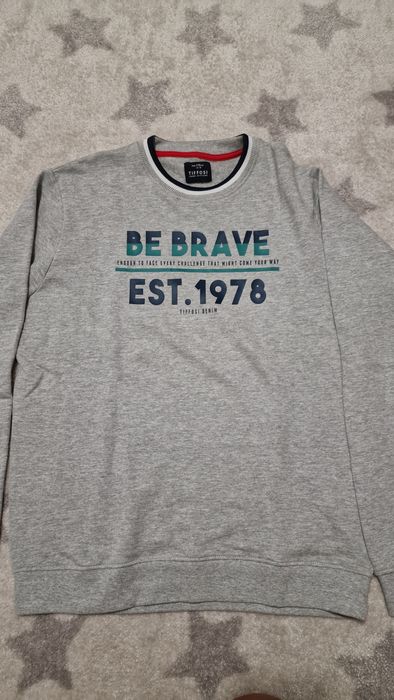 TIFFOSI
BE BRAVE
ENOUGH TO FACE EVERY CHALLENGE THAT MIGHT COME YOUR WAY
EST.1978
TIFFOSI DENIM